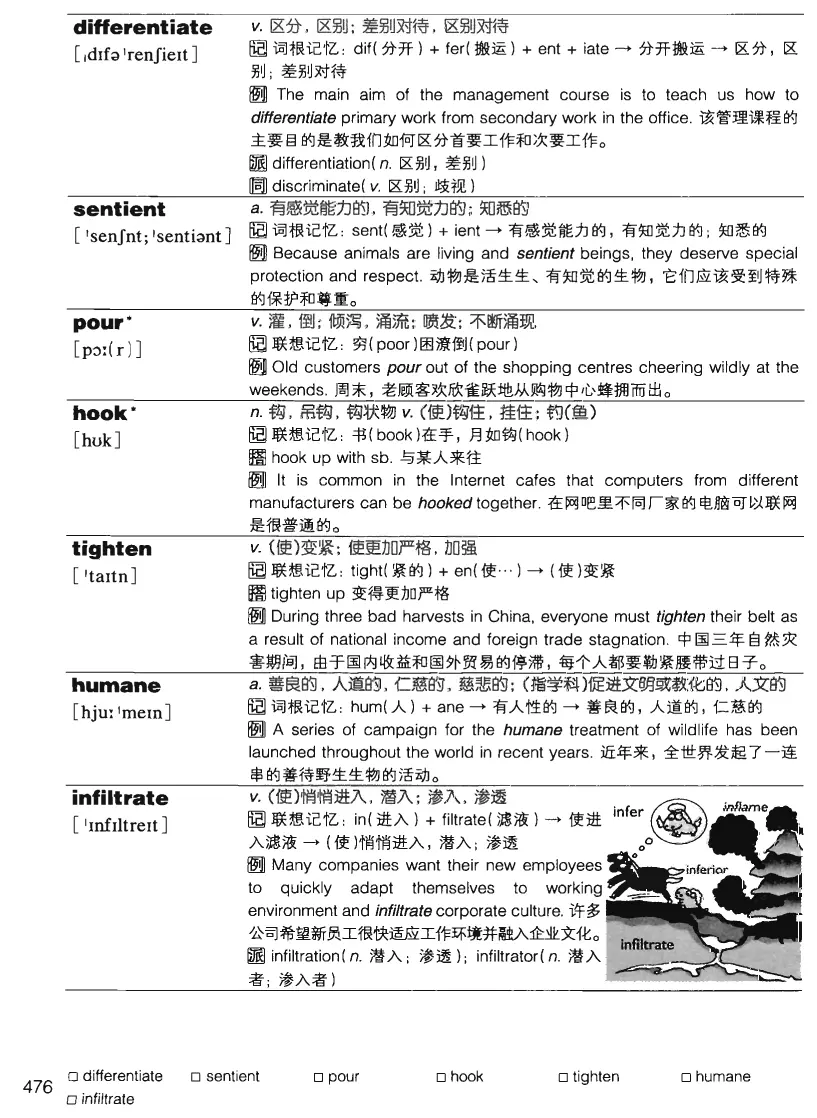 differentiate
[ˌdɪfəˈrenʃieɪt]
v. 区分，区别；差别对待，区别对待
记 词根记忆：dif(分开) + fer(搬运) + ent + iate → 分开搬运 → 区分，区
别；差别对待
例 The main aim of the management course is to teach us how to
differentiate primary work from secondary work in the office. 该管理课程的
主要目的是教我们如何区分首要工作和次要工作。
派 differentiation(n. 区别，差别)
同 discriminate(v. 区别；歧视)
sentient
[ˈsenʃnt; ˈsentiənt]
a. 有感觉能力的，有知觉力的；知悉的
记 词根记忆：sent(感觉) + ient → 有感觉能力的，有知觉力的；知悉的
例 Because animals are living and sentient beings, they deserve special
protection and respect. 动物是活生生、有知觉的生物，它们应该受到特殊
的保护和尊重。
pour*
[pɔː(r)]
v. 灌，倒；倾泻，涌流；喷发；不断涌现
记 联想记忆：穷(poor)困潦倒(pour)
例 Old customers pour out of the shopping centres cheering wildly at the
weekends. 周末，老顾客欢欣雀跃地从购物中心蜂拥而出。
hook*
[hʊk]
n. 钩，吊钩，钩状物 v. (使)钩住，挂住；钓(鱼)
记 联想记忆：书(book)在手，月如钩(hook)
搭 hook up with sb. 与某人来往
例 It is common in the Internet cafes that computers from different
manufacturers can be hooked together. 在网吧里不同厂家的电脑可以联网
是很普通的。
tighten
[ˈtaɪtn]
v. (使)变紧；使更加严格，加强
记 联想记忆：tight(紧的) + en(使…) → (使)变紧
搭 tighten up 变得更加严格
例 During three bad harvests in China, everyone must tighten their belt as
a result of national income and foreign trade stagnation. 中国三年自然灾
害期间，由于国内收益和国外贸易的停滞，每个人都要勒紧腰带过日子。
humane
[hjuːˈmeɪn]
a. 善良的，人道的，仁慈的，慈悲的；(指学科)促进文明或教化的，人文的
记 词根记忆：hum(人) + ane → 有人性的 → 善良的，人道的，仁慈的
例 A series of campaign for the humane treatment of wildlife has been
launched throughout the world in recent years. 近年来，全世界发起了一连
串的善待野生生物的活动。
infiltrate
[ˈɪnfɪltreɪt]
v. (使)悄悄进入，潜入；渗入，渗透
记 联想记忆：in(进入) + filtrate(滤液) → 使进
入滤液 → (使)悄悄进入，潜入；渗透
例 Many companies want their new employees
to quickly adapt themselves to working
environment and infiltrate corporate culture. 许多
公司希望新员工很快适应工作环境并融入企业文化。
派 infiltration(n. 潜入；渗透)；infiltrator(n. 潜入
者；渗入者)
infer
inflame
inferior
infiltrate
476
□ differentiate □ sentient □ pour □ hook □ tighten □ humane
□ infiltrate